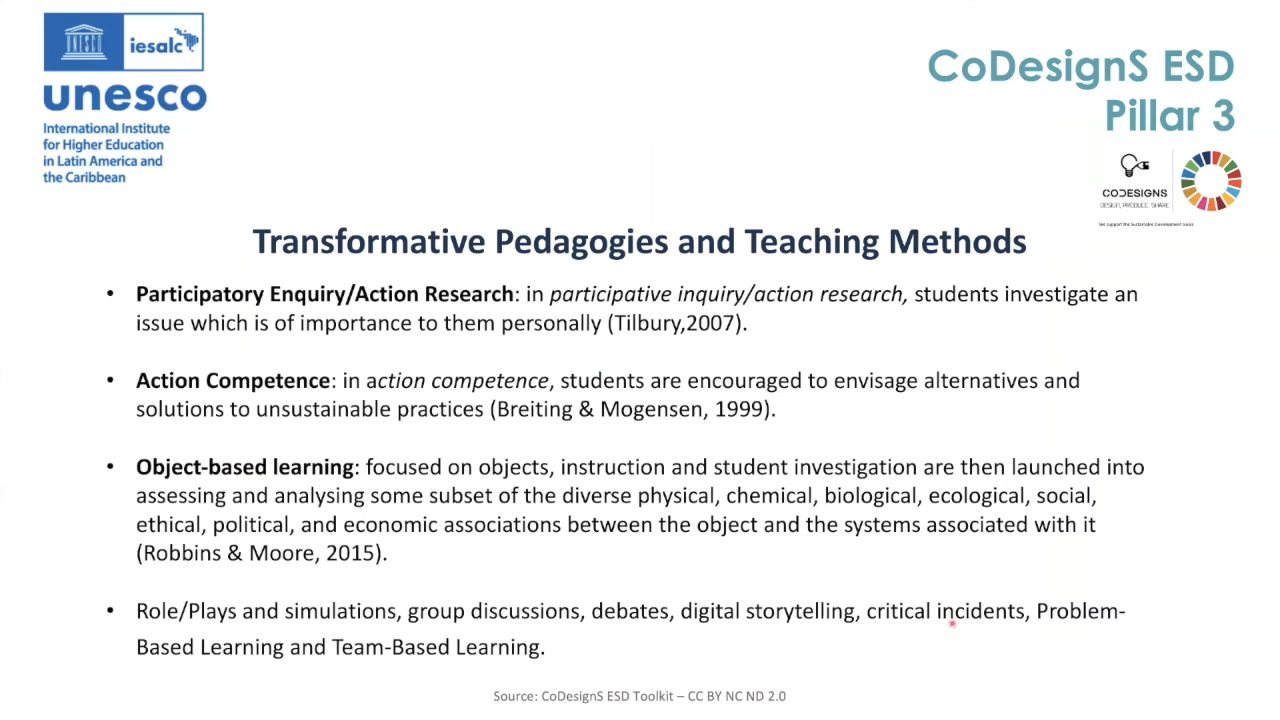 UNESCO
iesalc
unesco
International Institute
for Higher Education
in Latin America and
the Caribbean
CoDesignS ESD
Pillar 3
CODESIGNS
DESIGN, PRODUCE, SHARE
We support the Sustainable Development Goals
Transformative Pedagogies and Teaching Methods
• Participatory Enquiry/Action Research: in participative inquiry/action research, students investigate an
issue which is of importance to them personally (Tilbury,2007).
• Action Competence: in action competence, students are encouraged to envisage alternatives and
solutions to unsustainable practices (Breiting & Mogensen, 1999).
• Object-based learning: focused on objects, instruction and student investigation are then launched into
assessing and analysing some subset of the diverse physical, chemical, biological, ecological, social,
ethical, political, and economic associations between the object and the systems associated with it
(Robbins & Moore, 2015).
• Role/Plays and simulations, group discussions, debates, digital storytelling, critical incidents, Problem-
Based Learning and Team-Based Learning.
Source: CoDesignS ESD Toolkit – CC BY NC ND 2.0